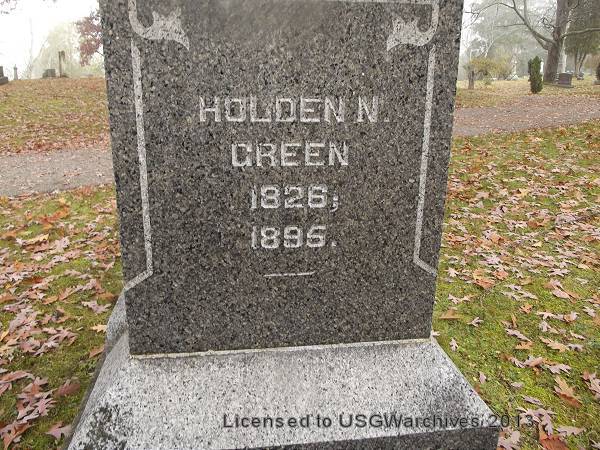 HOLDEN N.
GREEN
1826;
1895.
Licensed to USGWarchives/2013